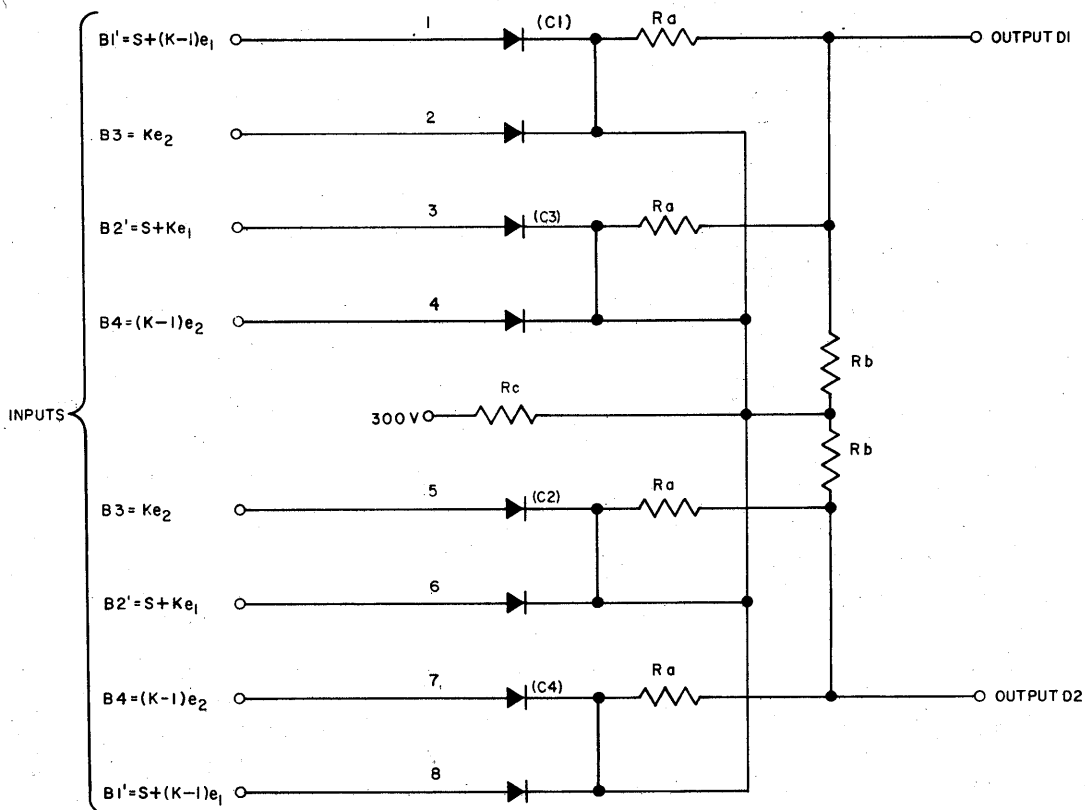 1 (C1) Ra
B1'=S+(K-1)e₁ OUTPUT D1
2
B3= Ke₂
3 (C3) Ra
B2'=S+Ke₁
4
B4=(K-1)e₂
Rb
Rc
INPUTS 300V
Rb
5 (C2) Ra
B3= Ke₂
6
B2'=S+Ke₁
7 (C4) Ra
B4=(K-1)e₂ OUTPUT D2
8
B1'=S+(K-1)e₁